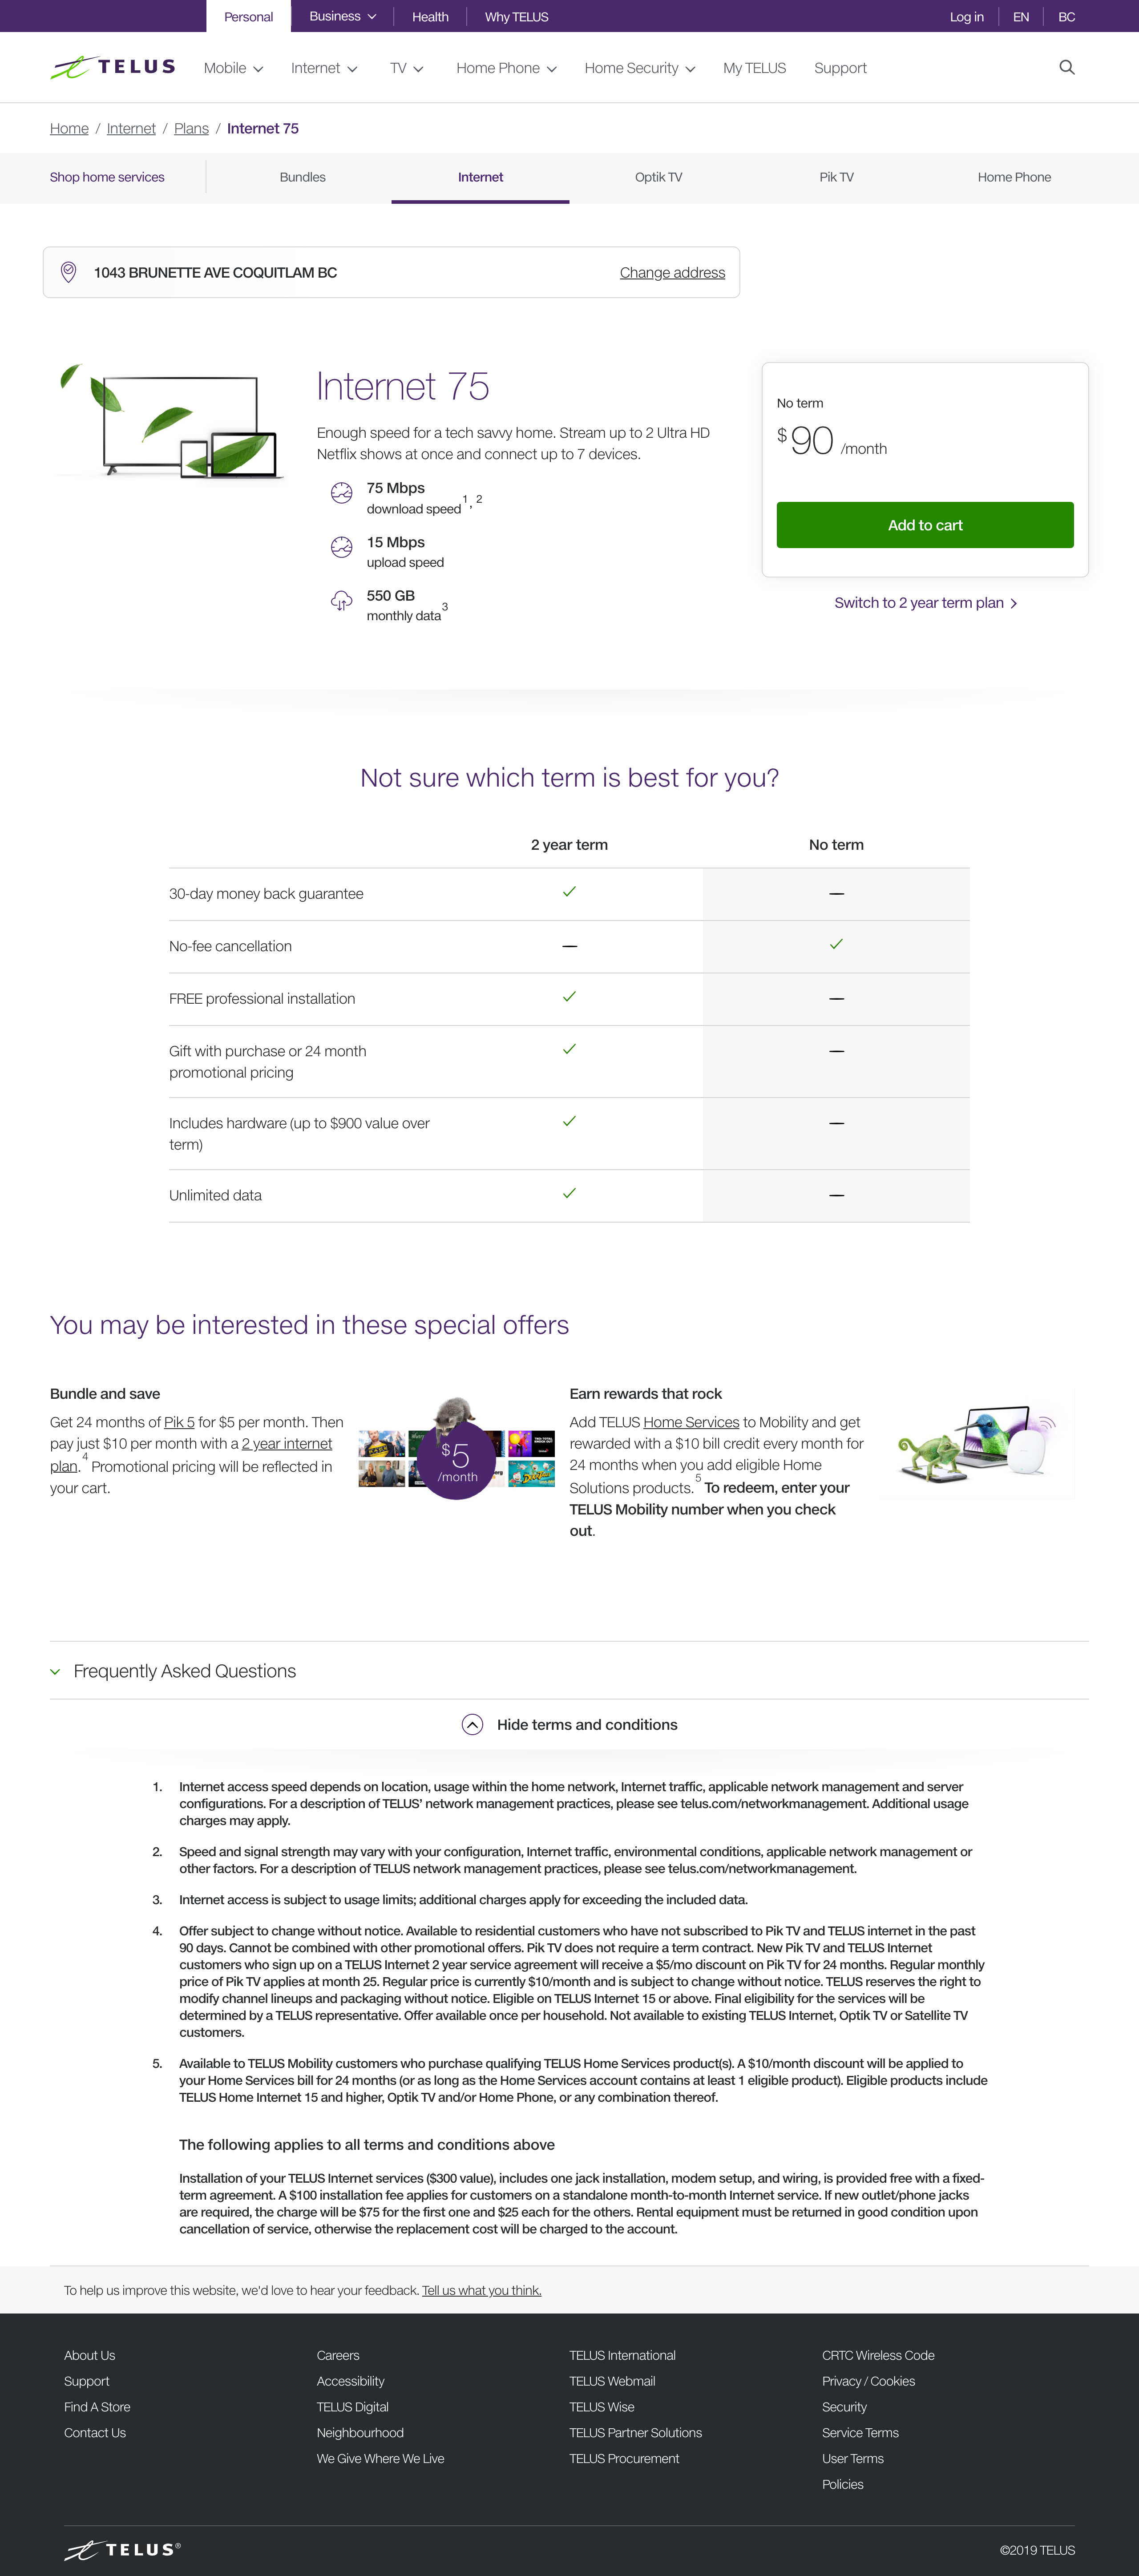 Personal
Business
Health
Why TELUS
Log in
EN
BC
TELUS
Mobile
Internet
TV
Home Phone
Home Security
My TELUS
Support
Home / Internet / Plans / Internet 75
Shop home services
Bundles
Internet
Optik TV
Pik TV
Home Phone
1043 BRUNETTE AVE COQUITLAM BC
Change address
Internet 75
Enough speed for a tech savvy home. Stream up to 2 Ultra HD
Netflix shows at once and connect up to 7 devices.
75 Mbps
download speed 1, 2
15 Mbps
upload speed
550 GB
monthly data 3
No term
$90 /month
Add to cart
Switch to 2 year term plan
Not sure which term is best for you?
2 year term
No term
30-day money back guarantee
No-fee cancellation
FREE professional installation
Gift with purchase or 24 month
promotional pricing
Includes hardware (up to $900 value over
term)
Unlimited data
You may be interested in these special offers
Bundle and save
Get 24 months of Pik 5 for $5 per month. Then
pay just $10 per month with a 2 year internet
plan.4 Promotional pricing will be reflected in
your cart.
$5
/month
Earn rewards that rock
Add TELUS Home Services to Mobility and get
rewarded with a $10 bill credit every month for
24 months when you add eligible Home
Solutions products.5 To redeem, enter your
TELUS Mobility number when you check
out.
Frequently Asked Questions
Hide terms and conditions
1. Internet access speed depends on location, usage within the home network, Internet traffic, applicable network management and server
configurations. For a description of TELUS' network management practices, please see telus.com/networkmanagement. Additional usage
charges may apply.
2. Speed and signal strength may vary with your configuration, Internet traffic, environmental conditions, applicable network management or
other factors. For a description of TELUS network management practices, please see telus.com/networkmanagement.
3. Internet access is subject to usage limits; additional charges apply for exceeding the included data.
4. Offer subject to change without notice. Available to residential customers who have not subscribed to Pik TV and TELUS internet in the past
90 days. Cannot be combined with other promotional offers. Pik TV does not require a term contract. New Pik TV and TELUS Internet
customers who sign up on a TELUS Internet 2 year service agreement will receive a $5/mo discount on Pik TV for 24 months. Regular monthly
price of Pik TV applies at month 25. Regular price is currently $10/month and is subject to change without notice. TELUS reserves the right to
modify channel lineups and packaging without notice. Eligible on TELUS Internet 15 or above. Final eligibility for the services will be
determined by a TELUS representative. Offer available once per household. Not available to existing TELUS Internet, Optik TV or Satellite TV
customers.
5. Available to TELUS Mobility customers who purchase qualifying TELUS Home Services product(s). A $10/month discount will be applied to
your Home Services bill for 24 months (or as long as the Home Services account contains at least 1 eligible product). Eligible products include
TELUS Home Internet 15 and higher, Optik TV and/or Home Phone, or any combination thereof.
The following applies to all terms and conditions above
Installation of your TELUS Internet services ($300 value), includes one jack installation, modem setup, and wiring, is provided free with a fixed-
term agreement. A $100 installation fee applies for customers on a standalone month-to-month Internet service. If new outlet/phone jacks
are required, the charge will be $75 for the first one and $25 each for the others. Rental equipment must be returned in good condition upon
cancellation of service, otherwise the replacement cost will be charged to the account.
To help us improve this website, we'd love to hear your feedback. Tell us what you think.
About Us
Support
Find A Store
Contact Us
Careers
Accessibility
TELUS Digital
Neighbourhood
We Give Where We Live
TELUS International
TELUS Webmail
TELUS Wise
TELUS Partner Solutions
TELUS Procurement
CRTC Wireless Code
Privacy / Cookies
Security
Service Terms
User Terms
Policies
TELUS®
©2019 TELUS